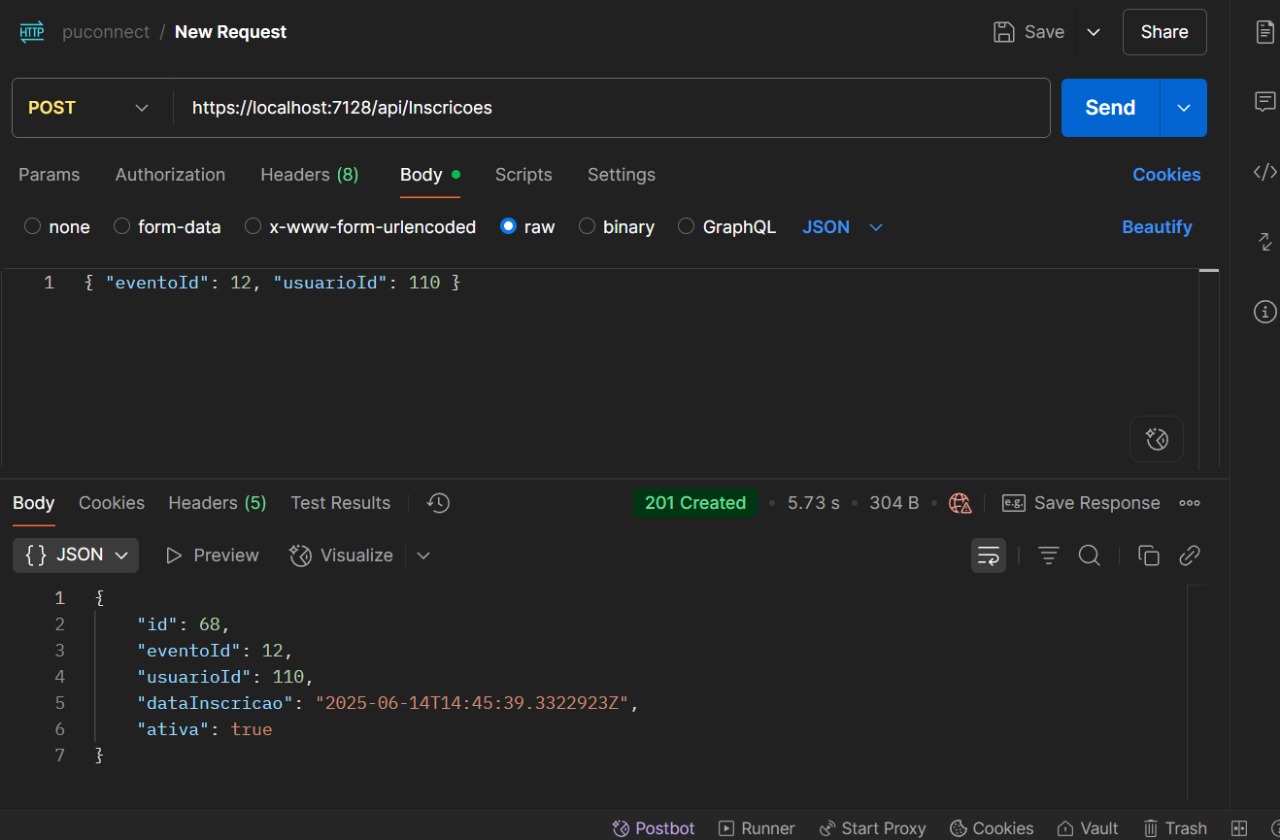 HTTP puconnect / New Request Save Share
POST https://localhost:7128/api/Inscricoes Send
Params Authorization Headers (8) Body Scripts Settings Cookies
none form-data x-www-form-urlencoded raw binary GraphQL JSON Beautify
1 { "eventoId": 12, "usuarioId": 110 }
Body Cookies Headers (5) Test Results 201 Created • 5.73 s • 304 B • e.g. Save Response
{} JSON Preview Visualize
1 {
2 "id": 68,
3 "eventoId": 12,
4 "usuarioId": 110,
5 "dataInscricao": "2025-06-14T14:45:39.3322923Z",
6 "ativa": true
7 }
Postbot Runner Start Proxy Cookies Vault Trash